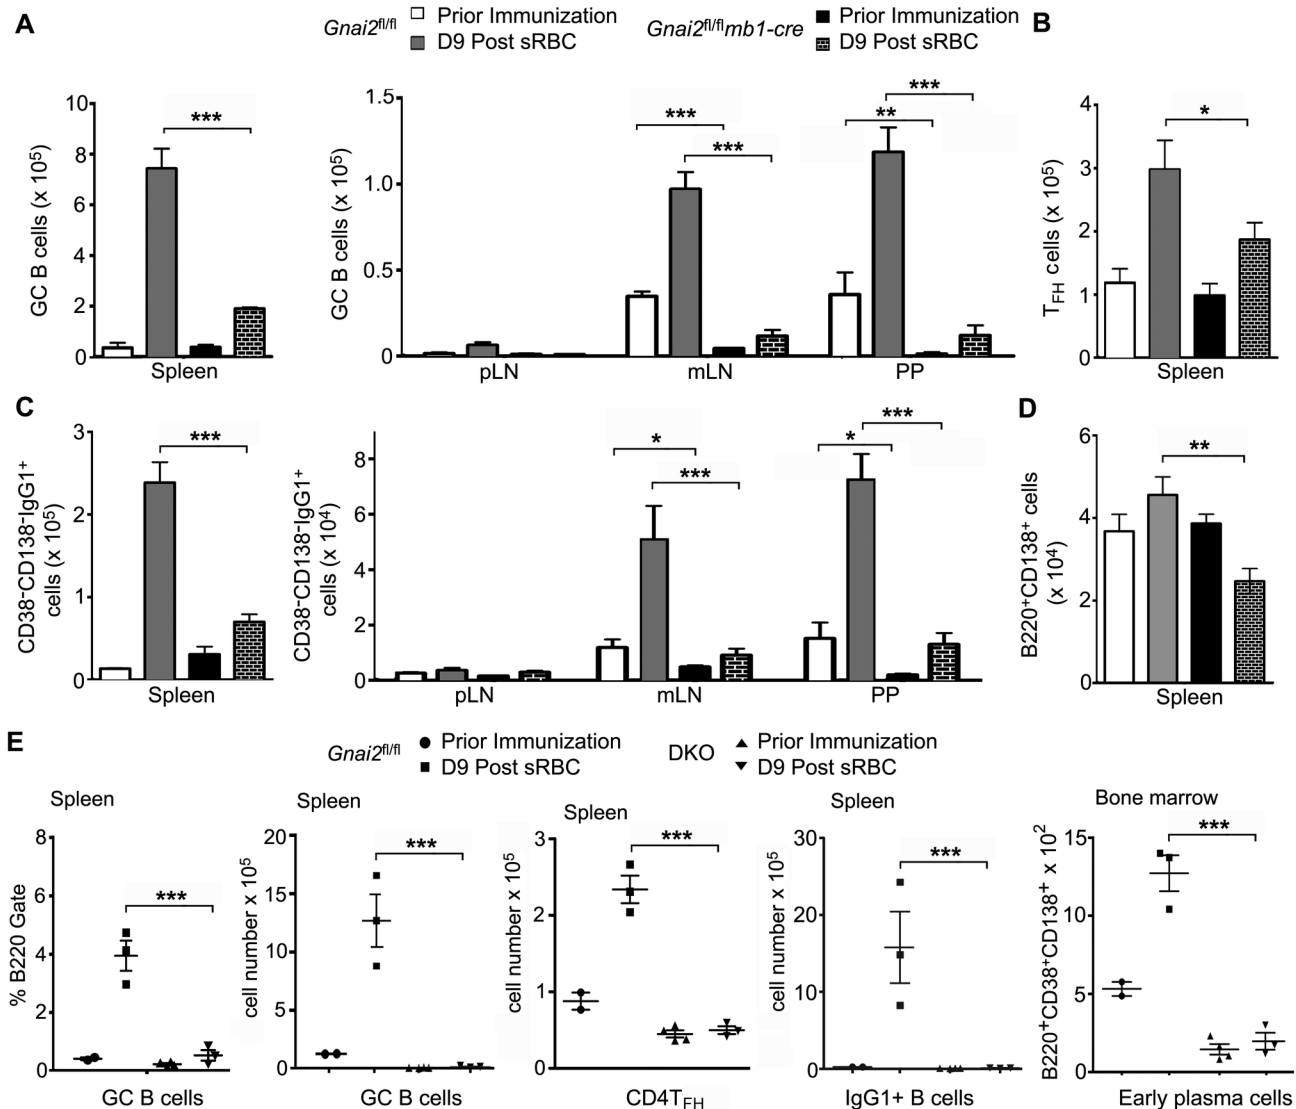 A
Gnai2fl/fl
Prior Immunization
D9 Post sRBC
Gnai2fl/flmb1-cre
Prior Immunization
D9 Post sRBC
B
GC B cells (x 10⁵)
10
8
6
4
2
0
***
Spleen
GC B cells (x 10⁵)
1.5
1.0
0.5
0
***
***
**
***
pLN
mLN
PP
TFH cells (x 10⁵)
4
3
2
1
0
*
Spleen
C
CD38⁻CD138⁻IgG1⁺
cells (x 10⁵)
3
2
1
0
***
Spleen
CD38⁻CD138⁻IgG1⁺
cells (x 10⁴)
8
6
4
2
0
*
***
*
***
pLN
mLN
PP
D
B220⁺CD138⁺ cells
(x 10⁴)
6
4
2
0
**
Spleen
E
Gnai2fl/fl
Prior Immunization
D9 Post sRBC
DKO
Prior Immunization
D9 Post sRBC
Spleen
% B220 Gate
8
6
4
2
0
***
GC B cells
Spleen
cell number x 10⁵
20
15
10
5
0
***
GC B cells
Spleen
cell number x 10⁵
3
2
1
0
***
CD4TFH
Spleen
cell number x 10⁵
30
20
10
0
***
IgG1+ B cells
Bone marrow
B220⁺CD38⁺CD138⁺ x 10²
15
10
5
0
***
Early plasma cells